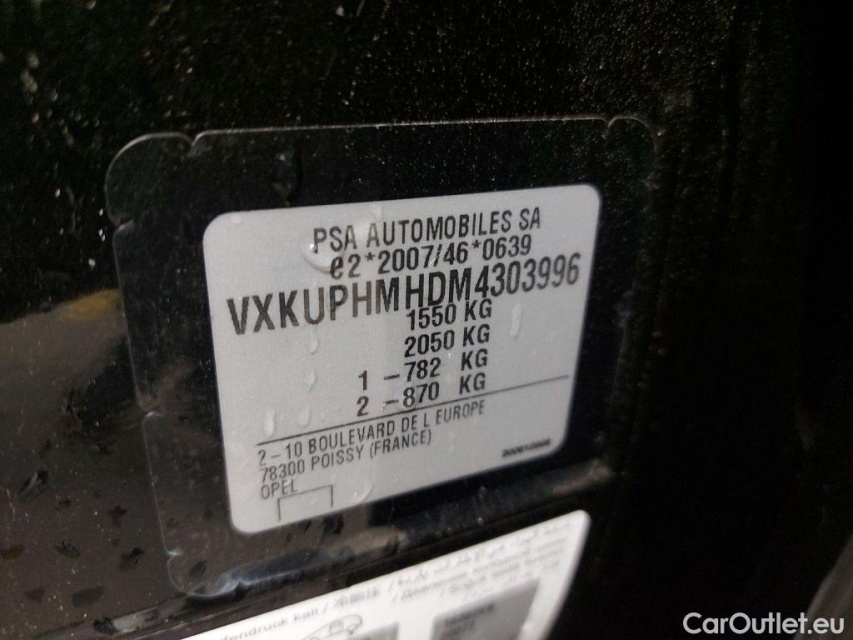 PSA AUTOMOBILES SA
e2*2007/46*0639
VXKUPHMHDM4303996
1550 KG
2050 KG
1 -782 KG
2 -870 KG
2-10 BOULEVARD DE L EUROPE
78300 POISSY (FRANCE)
OPEL
CarOutlet.eu